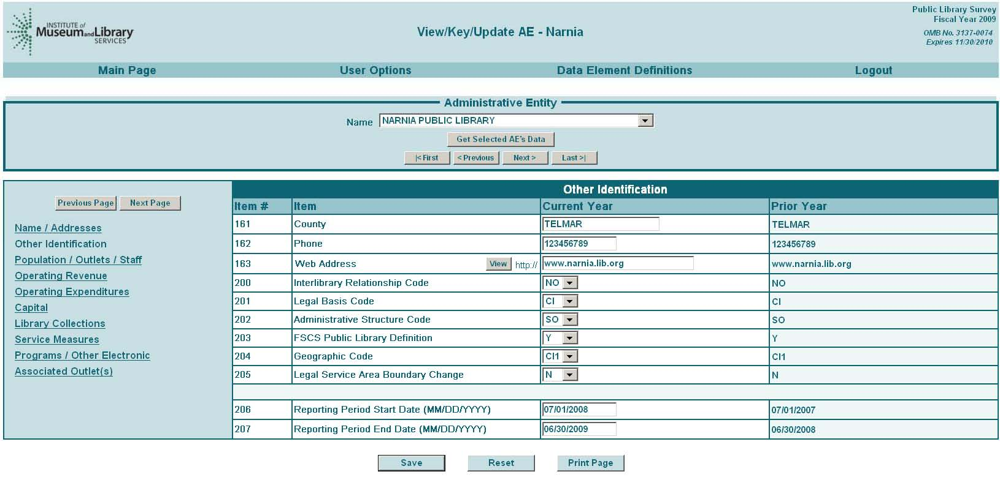 INSTITUTE of
Museum and Library
SERVICES
View/Key/Update AE - Narnia
Public Library Survey
Fiscal Year 2009
OMB No. 3137-0074
Expires 11/30/2010
Main Page User Options Data Element Definitions Logout
Administrative Entity
Name NARNIA PUBLIC LIBRARY
Get Selected AE's Data
|< First < Previous Next > Last >|
Previous Page Next Page
Name / Addresses
Other Identification
Population / Outlets / Staff
Operating Revenue
Operating Expenditures
Capital
Library Collections
Service Measures
Programs / Other Electronic
Associated Outlet(s)
Other Identification
Item # Item Current Year Prior Year
161 County TELMAR TELMAR
162 Phone 123456789 123456789
163 Web Address View http:// www.narnia.lib.org www.narnia.lib.org
200 Interlibrary Relationship Code NO NO
201 Legal Basis Code CI CI
202 Administrative Structure Code SO SO
203 FSCS Public Library Definition Y Y
204 Geographic Code CI1 CI1
205 Legal Service Area Boundary Change N N
206 Reporting Period Start Date (MM/DD/YYYY) 07/01/2008 07/01/2007
207 Reporting Period End Date (MM/DD/YYYY) 06/30/2009 06/30/2008
Save Reset Print Page